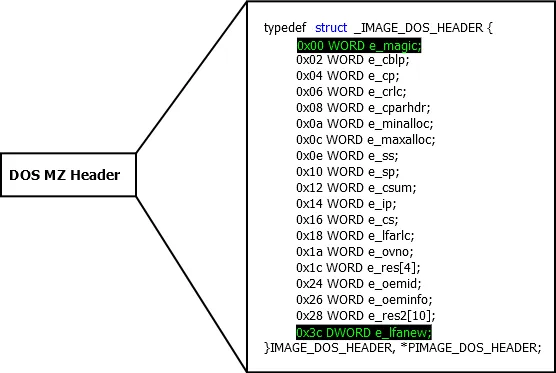 DOS MZ Header
typedef struct _IMAGE_DOS_HEADER {
0x00 WORD e_magic;
0x02 WORD e_cblp;
0x04 WORD e_cp;
0x06 WORD e_crlc;
0x08 WORD e_cparhdr;
0x0a WORD e_minalloc;
0x0c WORD e_maxalloc;
0x0e WORD e_ss;
0x10 WORD e_sp;
0x12 WORD e_csum;
0x14 WORD e_ip;
0x16 WORD e_cs;
0x18 WORD e_lfarlc;
0x1a WORD e_ovno;
0x1c WORD e_res[4];
0x24 WORD e_oemid;
0x26 WORD e_oeminfo;
0x28 WORD e_res2[10];
0x3c DWORD e_lfanew;
}IMAGE_DOS_HEADER, *PIMAGE_DOS_HEADER;